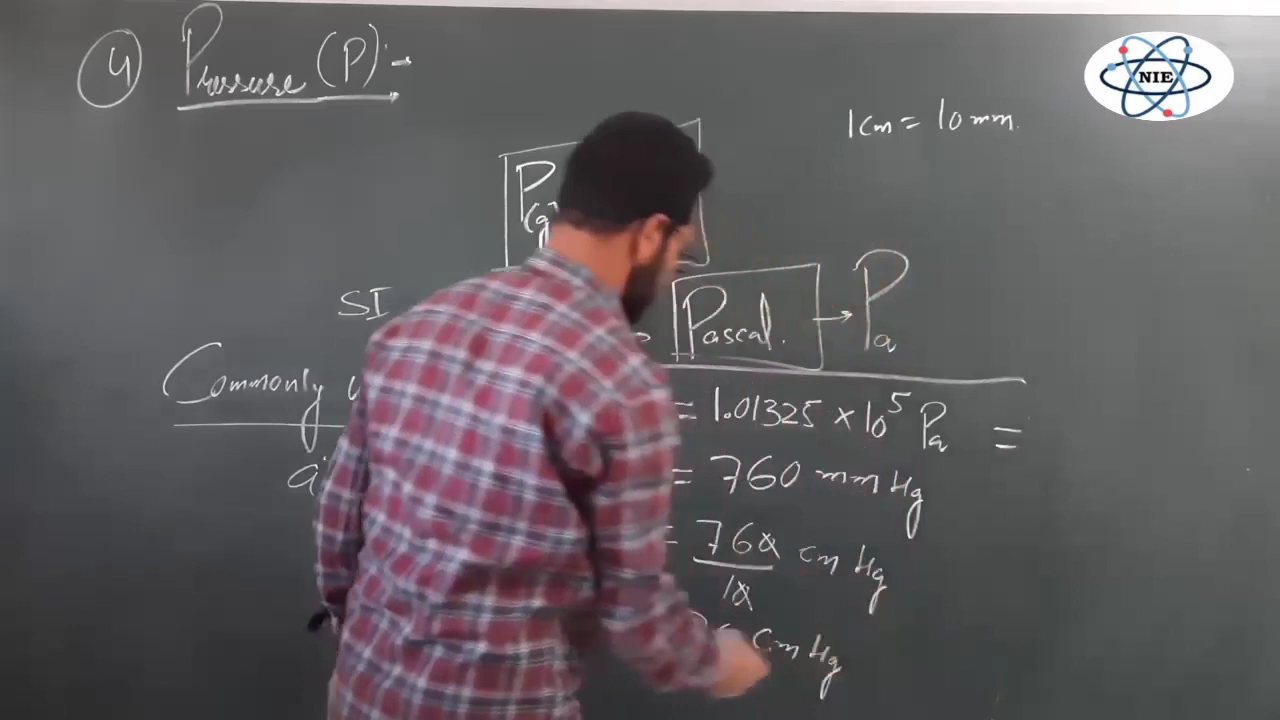 4 Pressure (P):-
NIE
1cm = 10mm.
P(g)
SI
Pascal. → Pa
Commonly
= 1.01325 × 10^5 Pa =
= 760 mm Hg
= 760/10 cm Hg
cm Hg